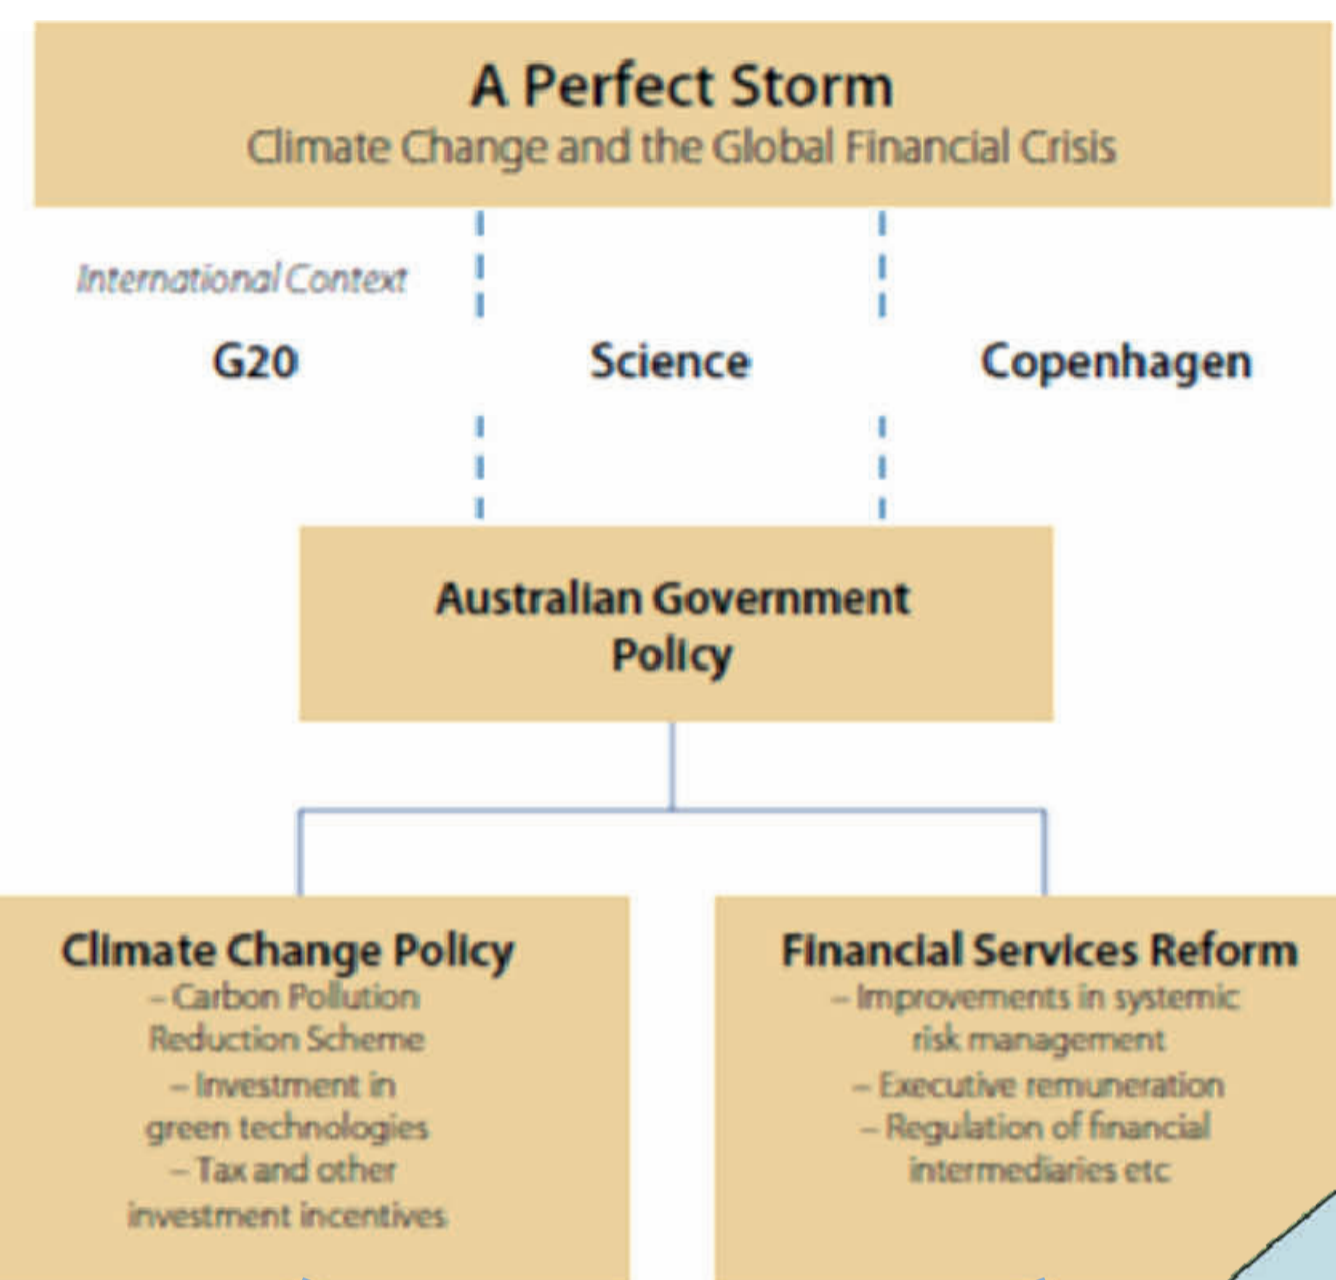 A Perfect Storm
Climate Change and the Global Financial Crisis
International Context
G20
Science
Copenhagen
Australian Government
Policy
Climate Change Policy
– Carbon Pollution
Reduction Scheme
– Investment in
green technologies
– Tax and other
investment incentives
Financial Services Reform
– Improvements in systemic
risk management
– Executive remuneration
– Regulation of financial
intermediaries etc